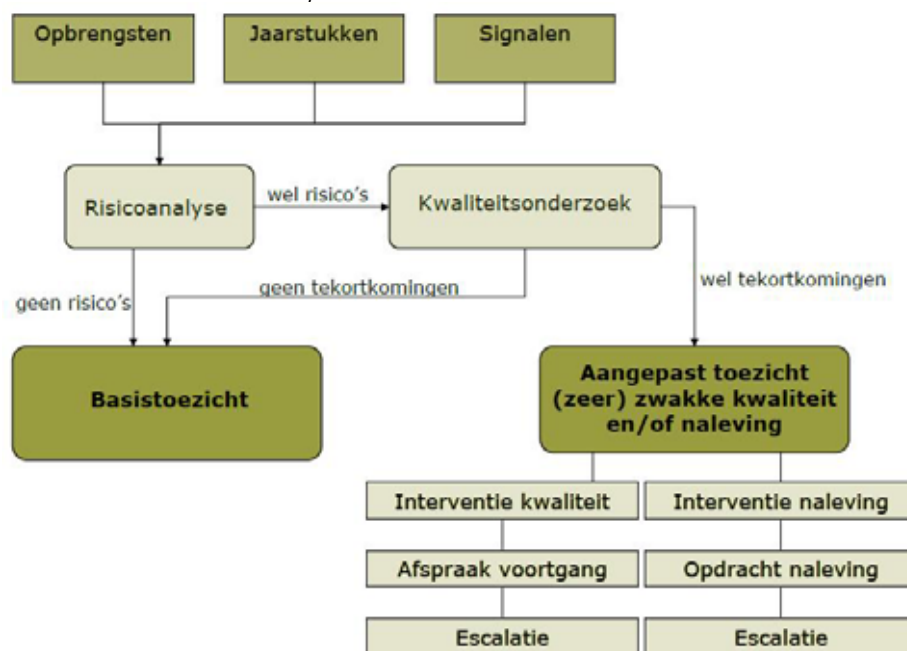 Opbrengsten
Jaarstukken
Signalen
Risicoanalyse
wel risico's
Kwaliteitsonderzoek
geen risico's
geen tekortkomingen
wel tekortkomingen
Basistoezicht
Aangepast toezicht
(zeer) zwakke kwaliteit
en/of naleving
Interventie kwaliteit
Interventie naleving
Afspraak voortgang
Opdracht naleving
Escalatie
Escalatie